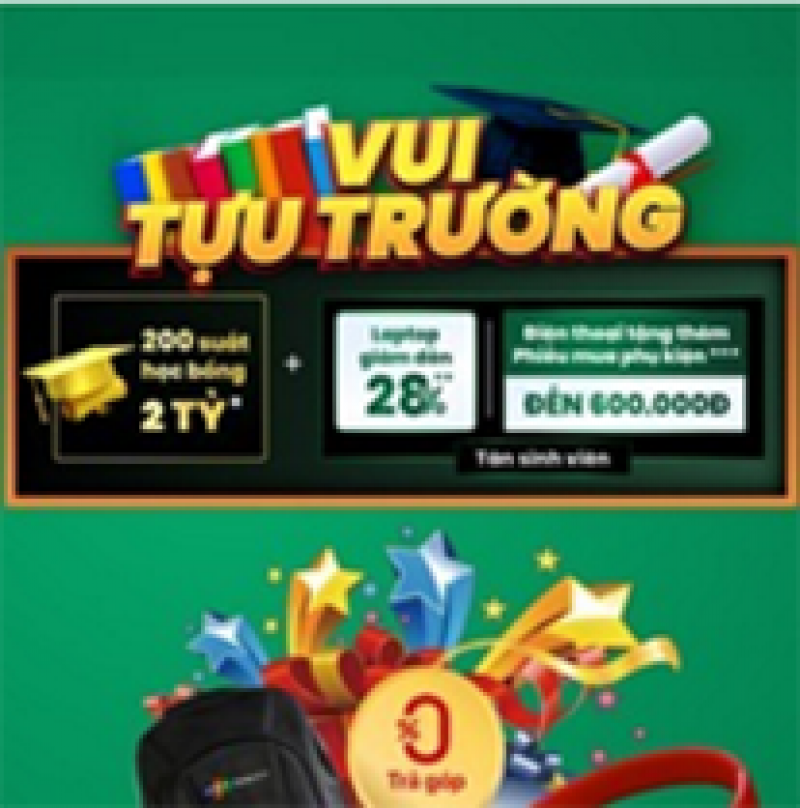 VUI
TỰU TRƯỜNG
200 suất
học bổng
2 TỶ*
+
Laptop
giảm đến
28%**
Điện thoại tặng thêm
Phiếu mua phụ kiện ***
ĐẾN 600.000Đ
Tân sinh viên
0%
Trả góp